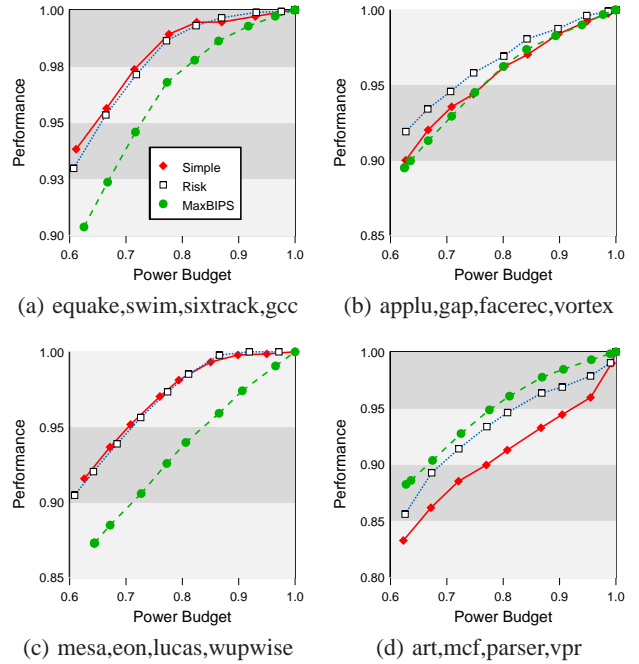 1.00
0.98
0.95
0.93
0.90
Performance
Simple
Risk
MaxBIPS
0.6 0.7 0.8 0.9 1.0
Power Budget
(a) equake,swim,sixtrack,gcc
1.00
0.95
0.90
0.85
Performance
0.6 0.7 0.8 0.9 1.0
Power Budget
(b) applu,gap,facerec,vortex
1.00
0.95
0.90
0.85
Performance
0.6 0.7 0.8 0.9 1.0
Power Budget
(c) mesa,eon,lucas,wupwise
1.00
0.95
0.90
0.85
0.80
Performance
0.6 0.7 0.8 0.9 1.0
Power Budget
(d) art,mcf,parser,vpr